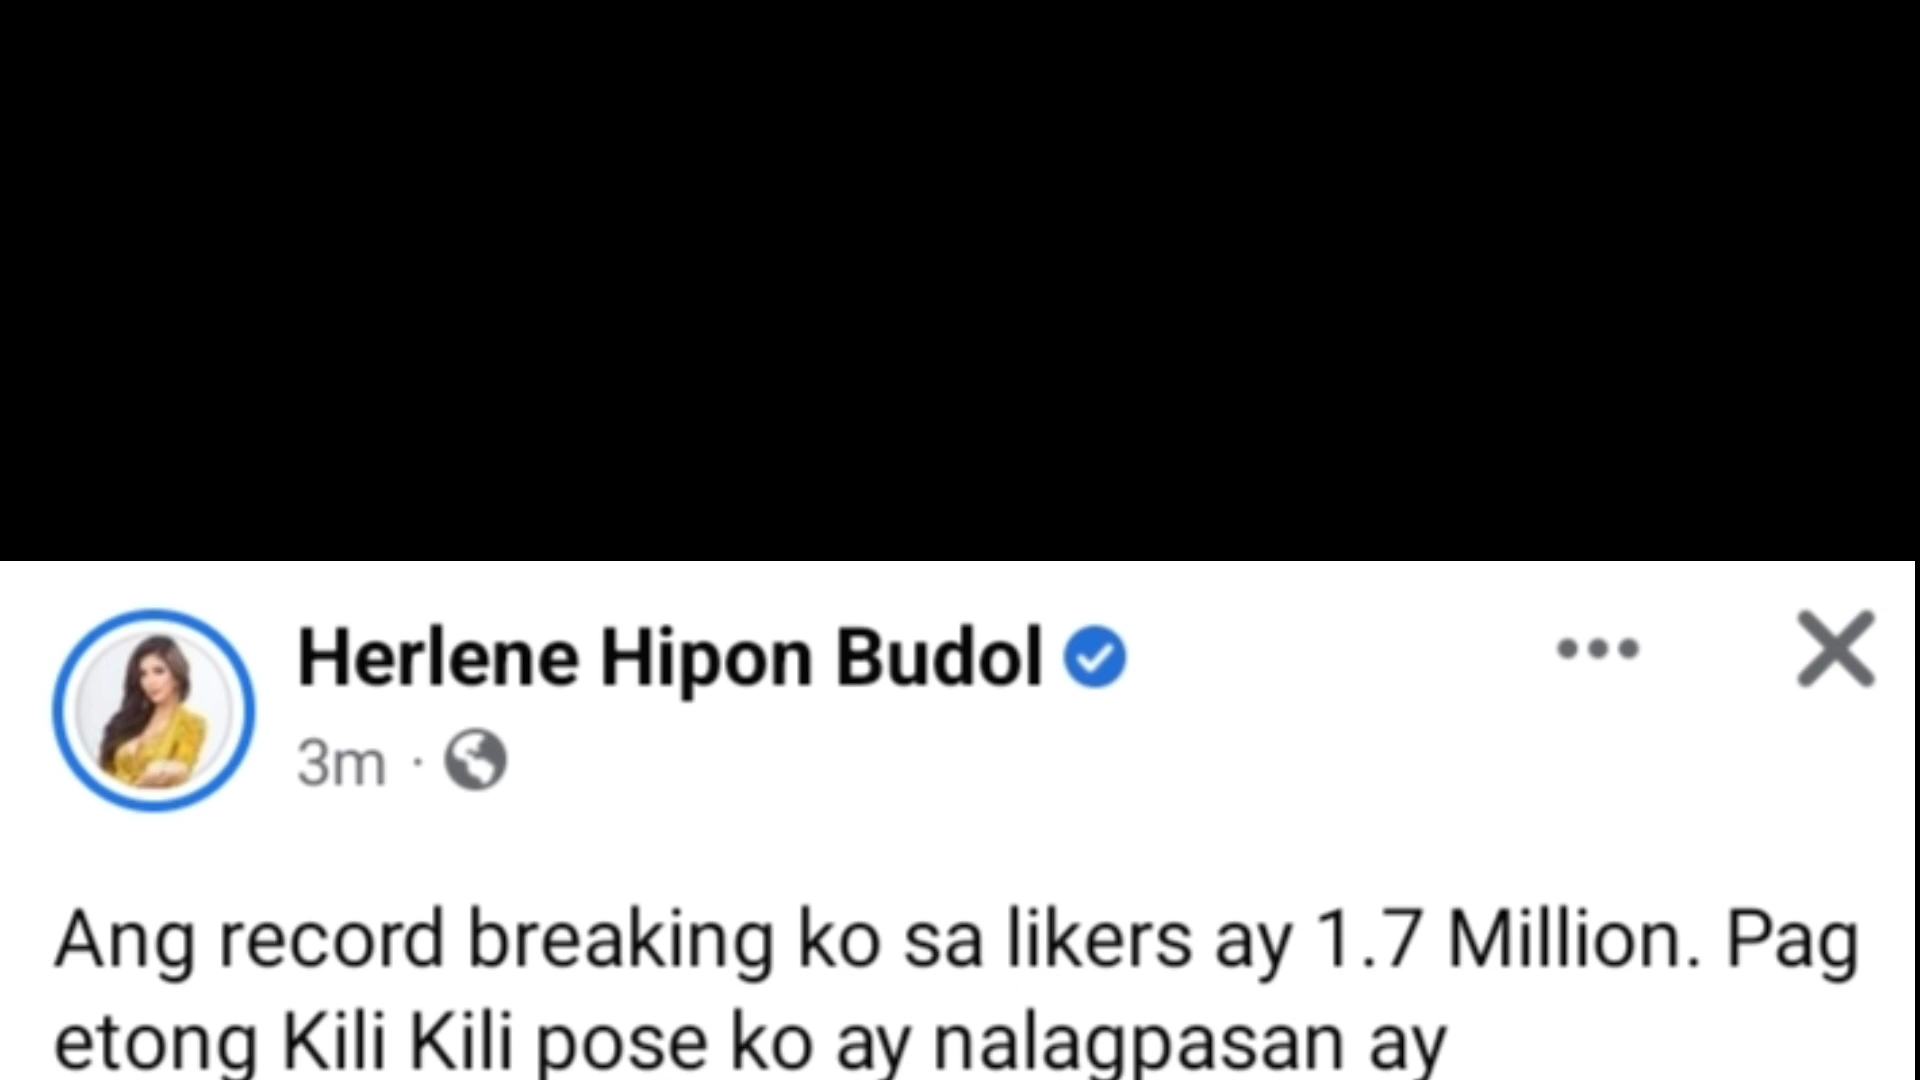 Herlene Hipon Budol
3m ·
Ang record breaking ko sa likers ay 1.7 Million. Pag
etong Kili Kili pose ko ay nalagpasan ay